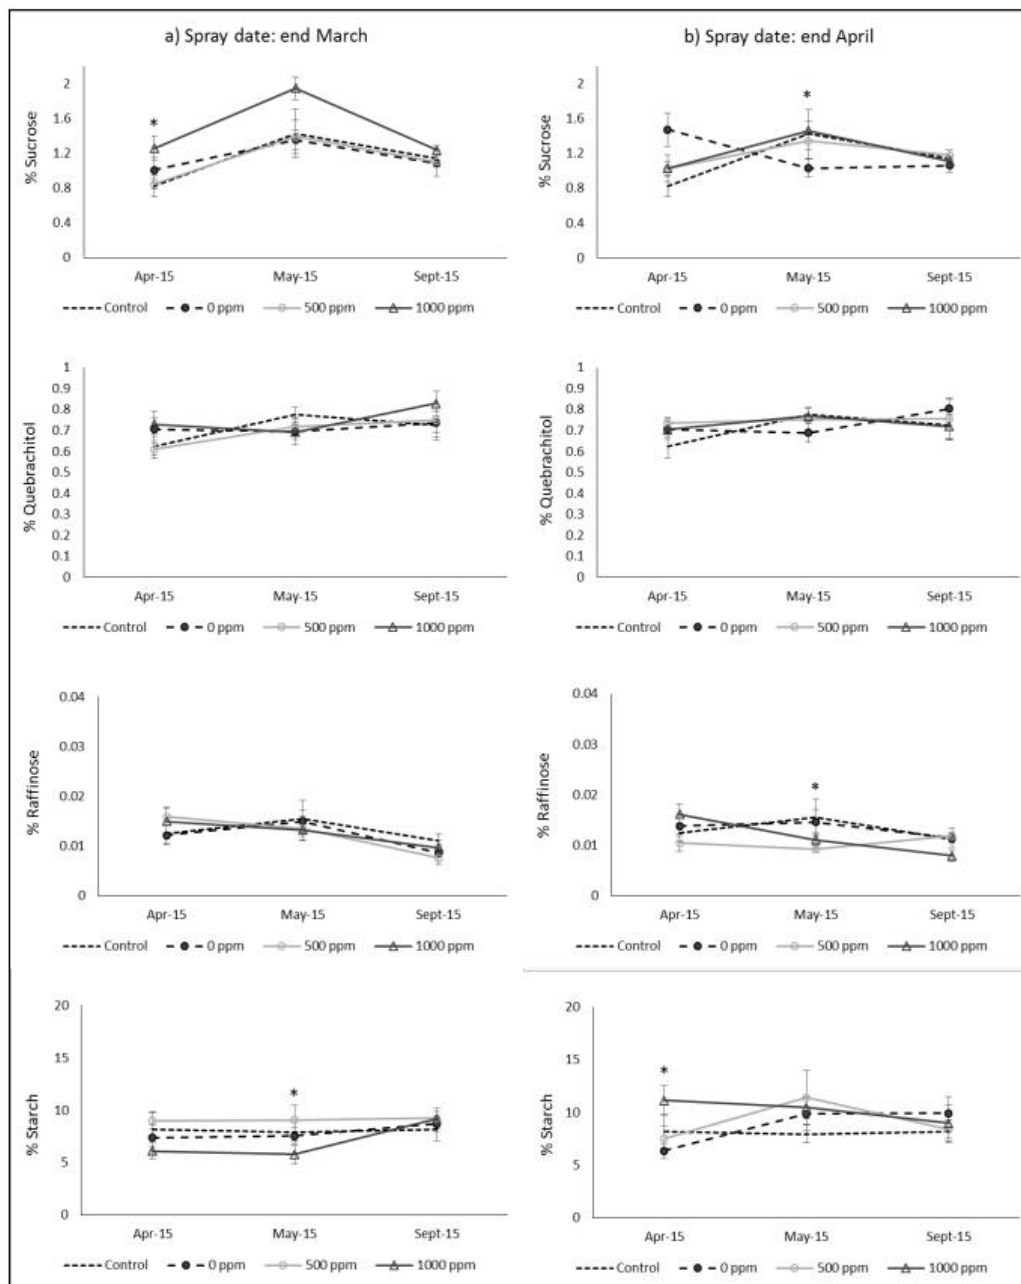 a) Spray date: end March
b) Spray date: end April
% Sucrose
2
1.6
1.2
0.8
0.4
0
*
Apr-15 May-15 Sept-15
Control 0 ppm 500 ppm 1000 ppm
% Sucrose
2
1.6
1.2
0.8
0.4
0
*
Apr-15 May-15 Sept-15
Control 0 ppm 500 ppm 1000 ppm
% Quebrachitol
1
0.9
0.8
0.7
0.6
0.5
0.4
0.3
0.2
0.1
0
Apr-15 May-15 Sept-15
Control 0 ppm 500 ppm 1000 ppm
% Quebrachitol
1
0.9
0.8
0.7
0.6
0.5
0.4
0.3
0.2
0.1
0
Apr-15 May-15 Sept-15
Control 0 ppm 500 ppm 1000 ppm
% Raffinose
0.04
0.03
0.02
0.01
0
Apr-15 May-15 Sept-15
Control 0 ppm 500 ppm 1000 ppm
% Raffinose
0.04
0.03
0.02
0.01
0
*
Apr-15 May-15 Sept-15
Control 0 ppm 500 ppm 1000 ppm
% Starch
20
15
10
5
0
*
Apr-15 May-15 Sept-15
Control 0 ppm 500 ppm 1000 ppm
% Starch
20
15
10
5
0
*
Apr-15 May-15 Sept-15
Control 0 ppm 500 ppm 1000 ppm